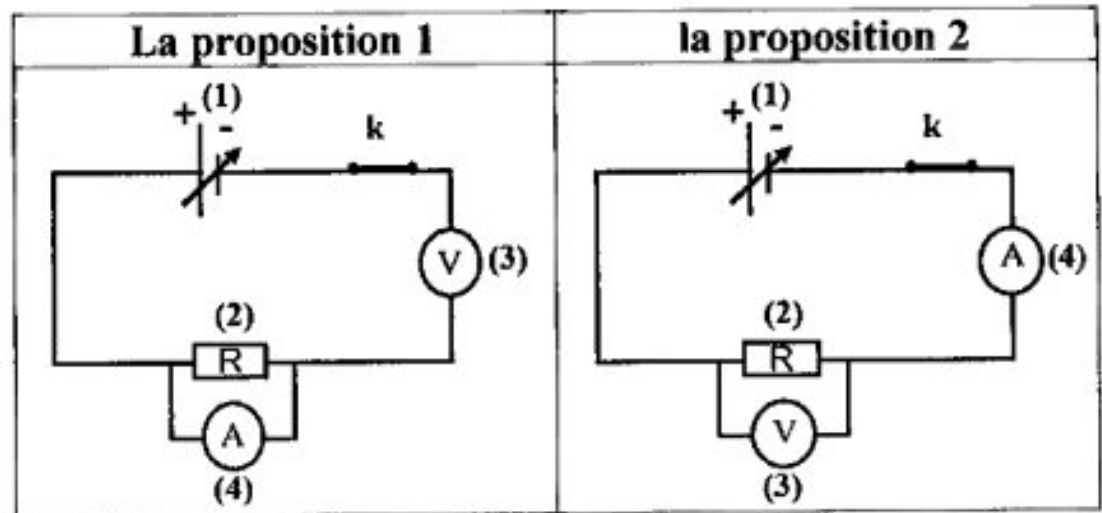 La proposition 1
la proposition 2
+ (1) -
k
V (3)
(2)
R
A
(4)
+ (1) -
k
A (4)
(2)
R
V
(3)